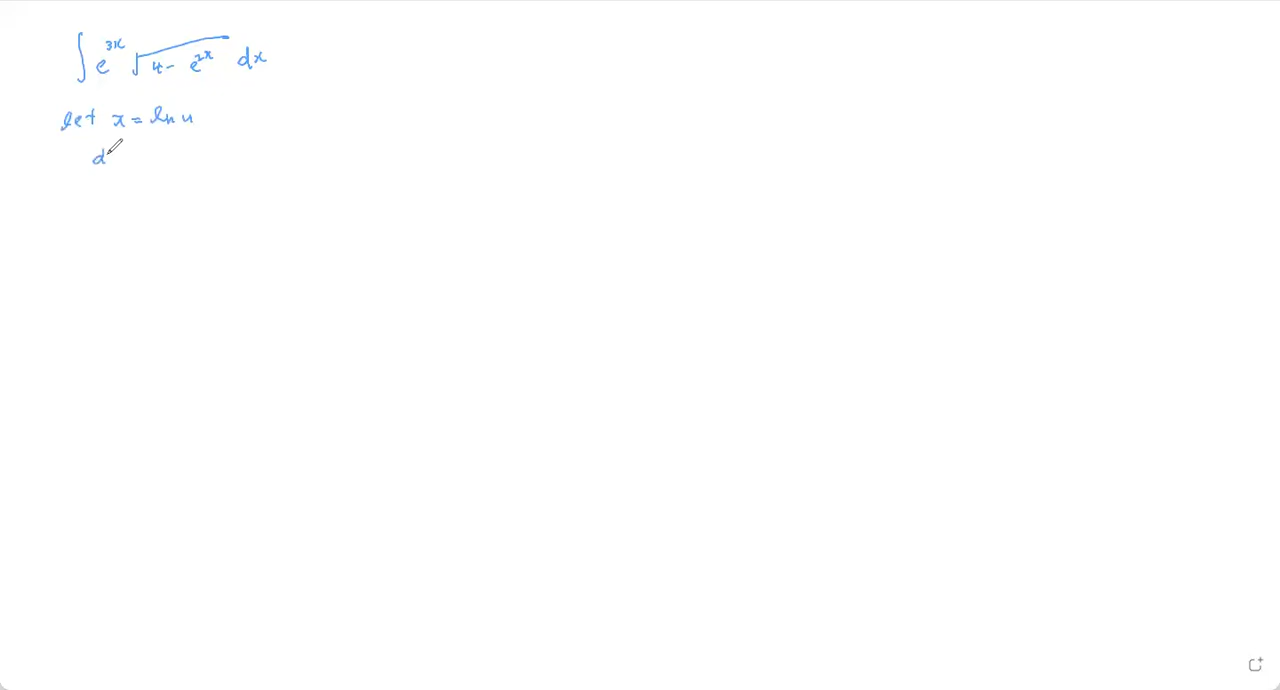 ∫ e^{3x} √(4 - e^{2x}) dx
let x = ln u
d